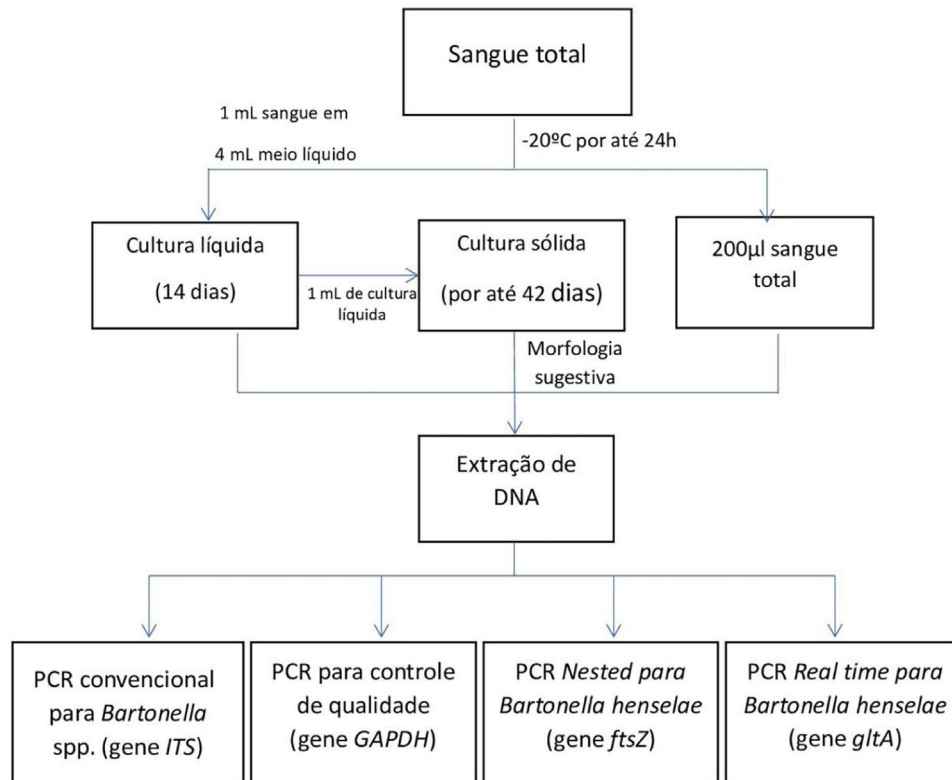 Sangue total
1 mL sangue em
4 mL meio líquido
-20ºC por até 24h
Cultura líquida
(14 dias)
1 mL de cultura
líquida
Cultura sólida
(por até 42 dias)
200µl sangue
total
Morfologia
sugestiva
Extração de
DNA
PCR convencional
para Bartonella
spp. (gene ITS)
PCR para controle
de qualidade
(gene GAPDH)
PCR Nested para
Bartonella henselae
(gene ftsZ)
PCR Real time para
Bartonella henselae
(gene gltA)